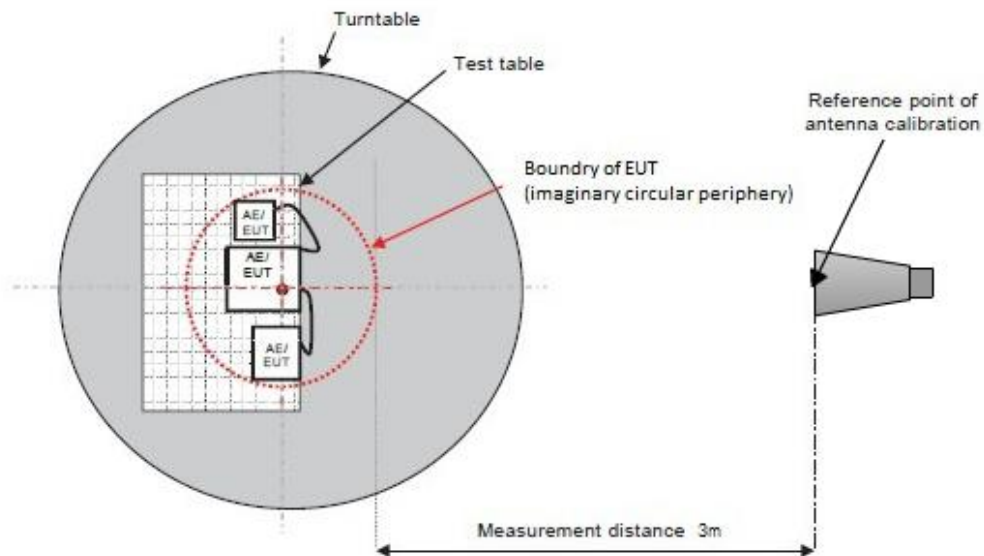 Turntable
Test table
Reference point of
antenna calibration
Boundry of EUT
(imaginary circular periphery)
AE/
EUT
AE/
EUT
AE/
EUT
Measurement distance 3m